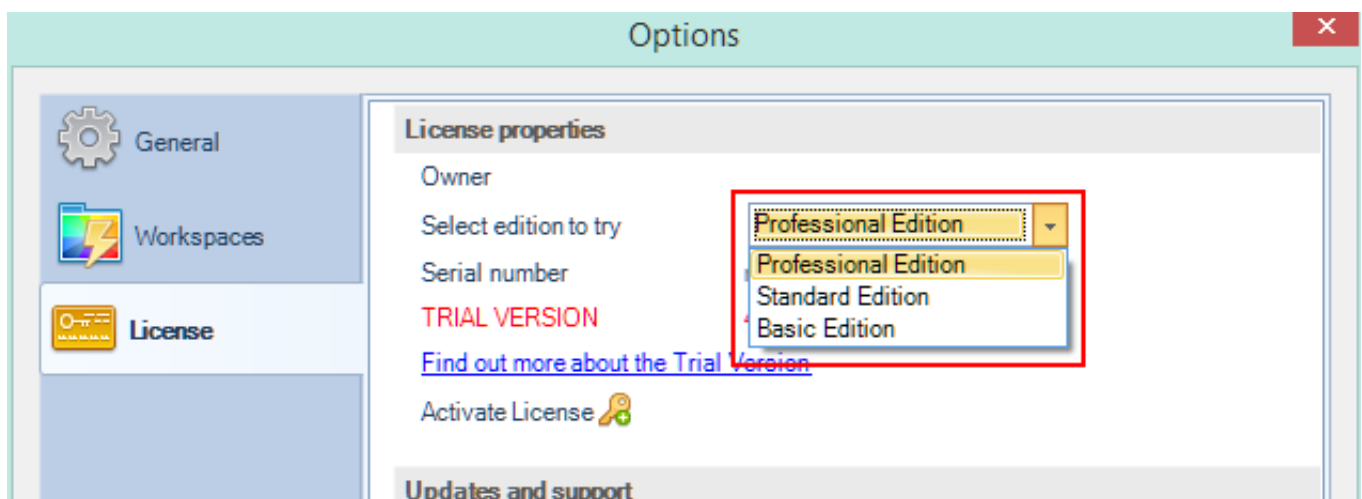 Options
General
Workspaces
License
License properties
Owner
Select edition to try
Professional Edition
Professional Edition
Standard Edition
Basic Edition
Serial number
TRIAL VERSION
Find out more about the Trial Version
Activate License
Updates and support